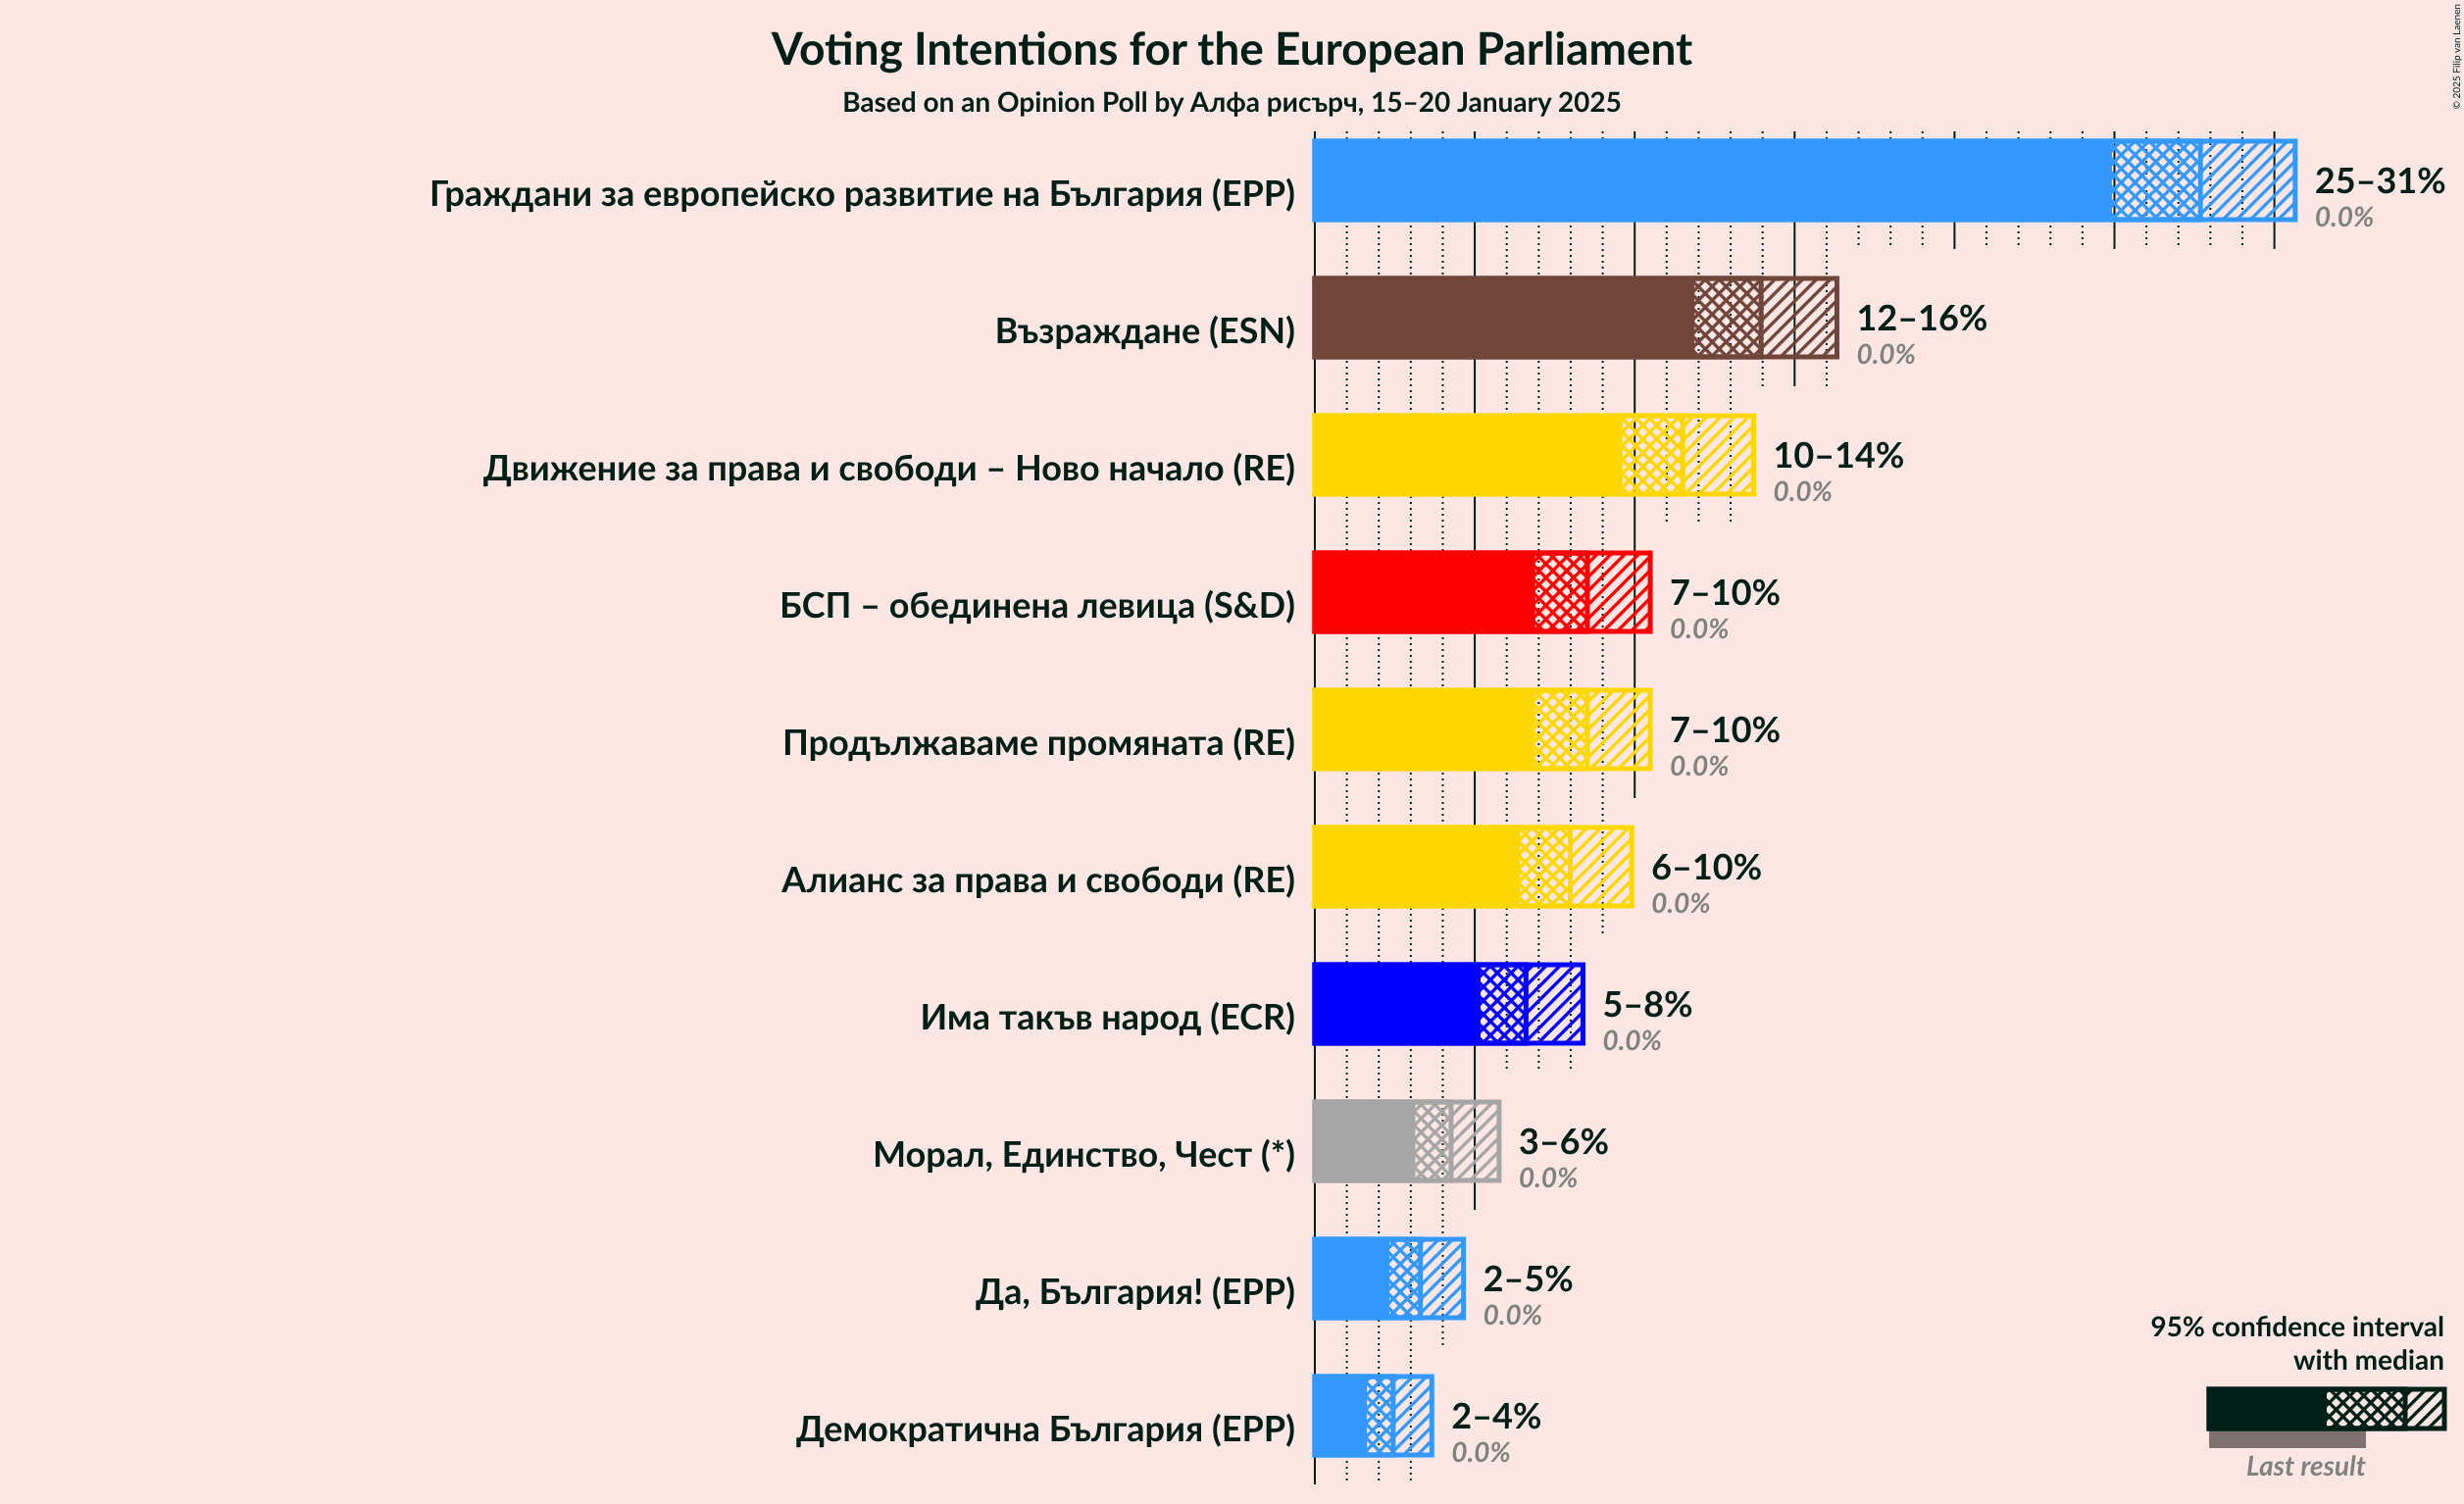 Voting Intentions for the European Parliament
Based on an Opinion Poll by Алфа рисърч, 15–20 January 2025
© 2025 Filip van Laenen
Граждани за европейско развитие на България (EPP)
25–31%
0.0%
Възраждане (ESN)
12–16%
0.0%
Движение за права и свободи – Ново начало (RE)
10–14%
0.0%
БСП – обединена левица (S&D)
7–10%
0.0%
Продължаваме промяната (RE)
7–10%
0.0%
Алианс за права и свободи (RE)
6–10%
0.0%
Има такъв народ (ECR)
5–8%
0.0%
Морал, Единство, Чест (*)
3–6%
0.0%
Да, България! (EPP)
2–5%
0.0%
Демократична България (EPP)
2–4%
0.0%
95% confidence interval
with median
Last result